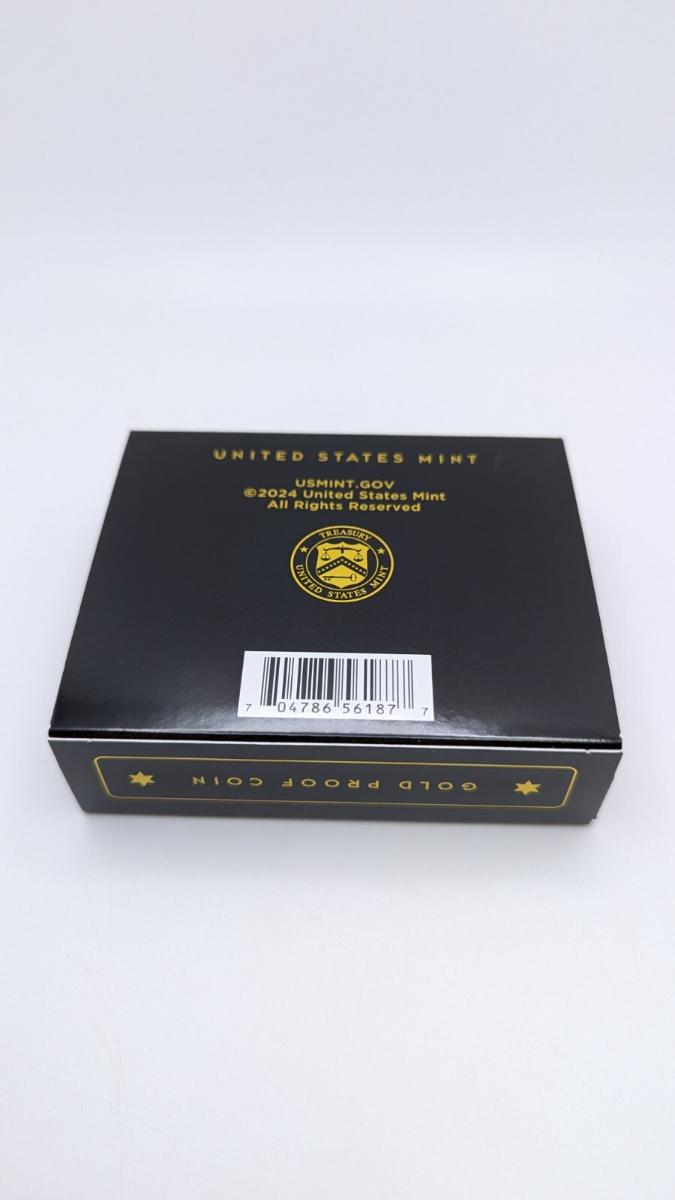 UNITED STATES MINT
USMINT.GOV
©2024 United States Mint
All Rights Reserved
TREASURY
UNITED STATES MINT
7 04786 56187 7
GOLD PROOF COIN